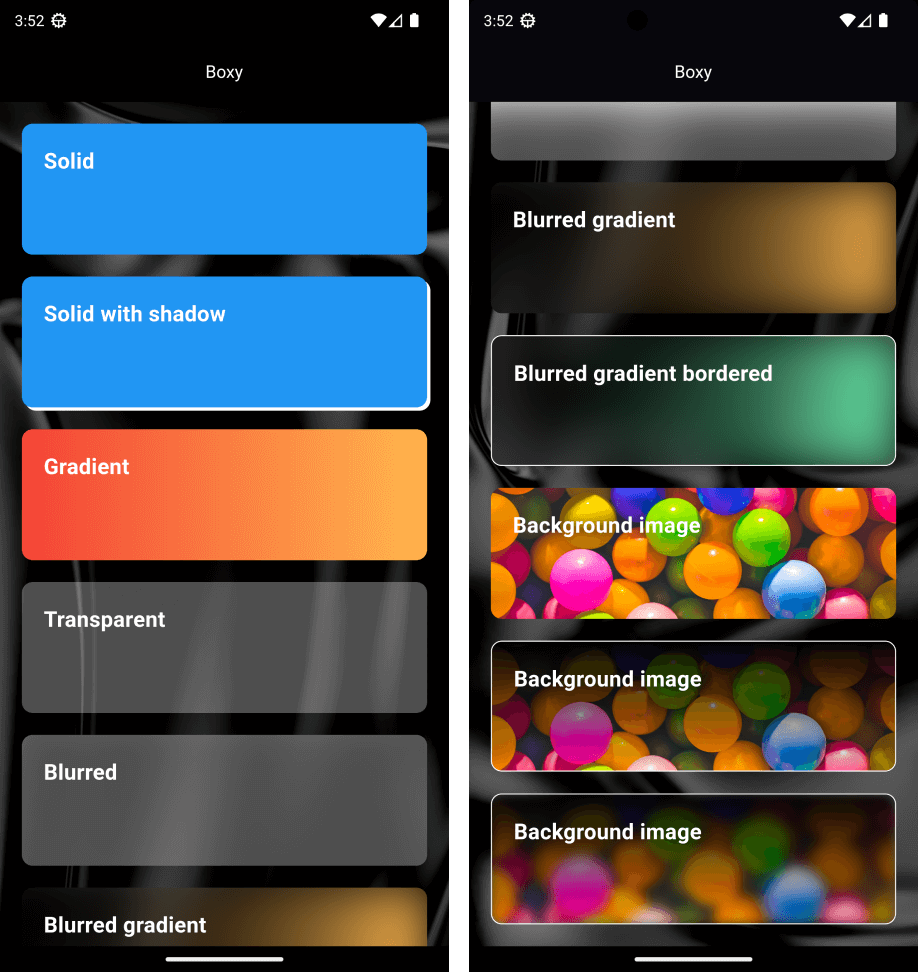 3:52
Boxy
Solid
Solid with shadow
Gradient
Transparent
Blurred
Blurred gradient
3:52
Boxy
Blurred gradient
Blurred gradient bordered
Background image
Background image
Background image